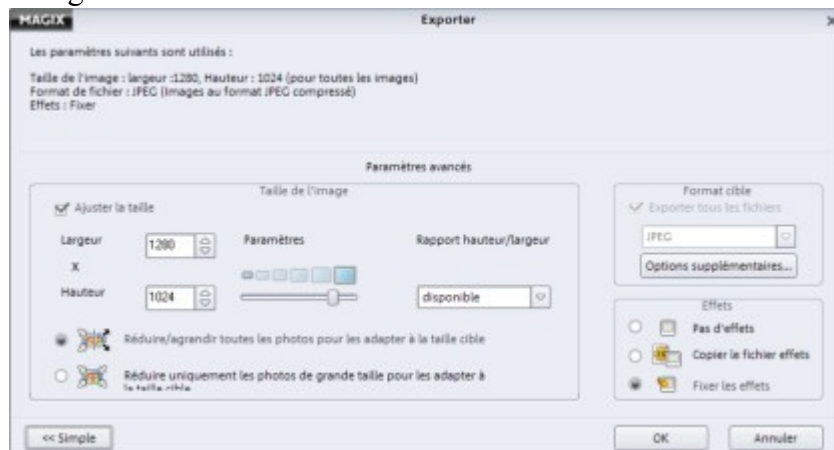 MAGIX Exporter
Les paramètres suivants sont utilisés :
Taille de l'image : largeur :1280, Hauteur : 1024 (pour toutes les images)
Format de fichier : JPEG (Images au format JPEG compressé)
Effets : Fixer
Paramètres avancés
Taille de l'image
Ajuster la taille
Largeur 1280 Paramètres Rapport hauteur/largeur
X
Hauteur 1024 disponible
Réduire/agrandir toutes les photos pour les adapter à la taille cible
Réduire uniquement les photos de grande taille pour les adapter à
la taille cible
Format cible
Exporter tous les fichiers
JPEG
Options supplémentaires...
Effets
Pas d'effets
Copier le fichier effets
Fixer les effets
<< Simple OK Annuler